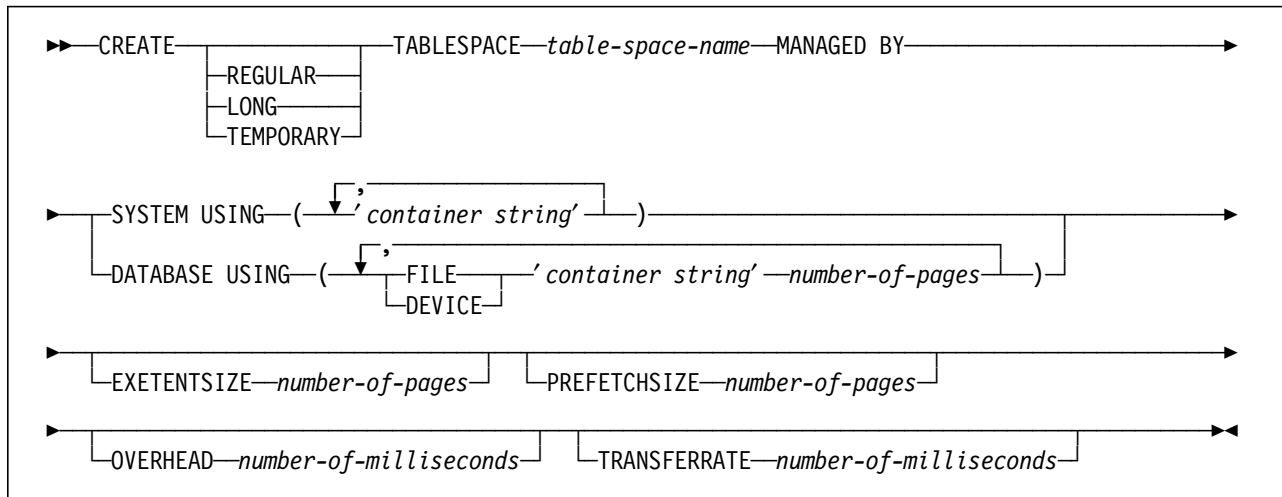 CREATE TABLESPACE table-space-name MANAGED BY
REGULAR
LONG
TEMPORARY
,
SYSTEM USING ( 'container string' )
,
DATABASE USING ( FILE 'container string' number-of-pages )
DEVICE
EXETENTSIZE number-of-pages PREFETCHSIZE number-of-pages
OVERHEAD number-of-milliseconds TRANSFERRATE number-of-milliseconds